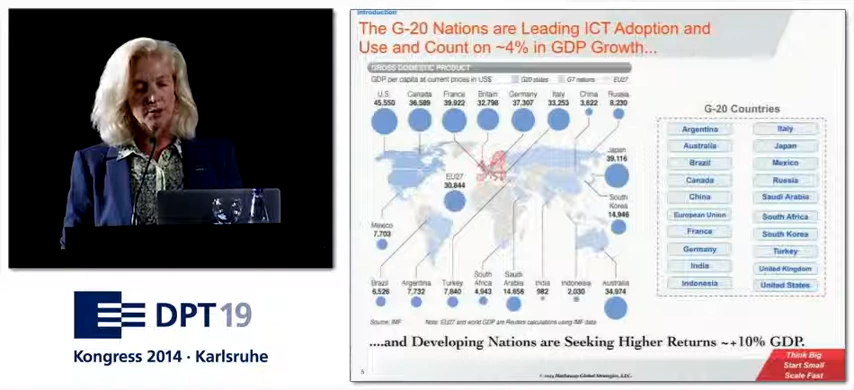 Introduction
The G-20 Nations are Leading ICT Adoption and
Use and Count on ~4% in GDP Growth...
GROSS DOMESTIC PRODUCT
GDP per capita at current prices in US$
G20 states
G7 nations
EU27
U.S.
45,550
Canada
36,589
France
39,922
Britain
32,798
Germany
37,307
Italy
33,253
China
3,622
Russia
8,230
Japan
39,116
EU27
30,844
South
Korea
14,946
Mexico
7,703
Brazil
6,526
Argentina
7,732
Turkey
7,840
South
Africa
4,943
Saudi
Arabia
14,656
India
982
Indonesia
2,030
Australia
34,974
Source: IMF
Note: EU27 and world GDP are Reuters calculations using IMF data
G-20 Countries
Argentina
Australia
Brazil
Canada
China
European Union
France
Germany
India
Indonesia
Italy
Japan
Mexico
Russia
Saudi Arabia
South Africa
South Korea
Turkey
United Kingdom
United States
....and Developing Nations are Seeking Higher Returns ~+10% GDP.
© 2014 Hathaway Global Strategies, LLC.
Think Big
Start Small
Scale Fast
DPT 19
Kongress 2014 · Karlsruhe